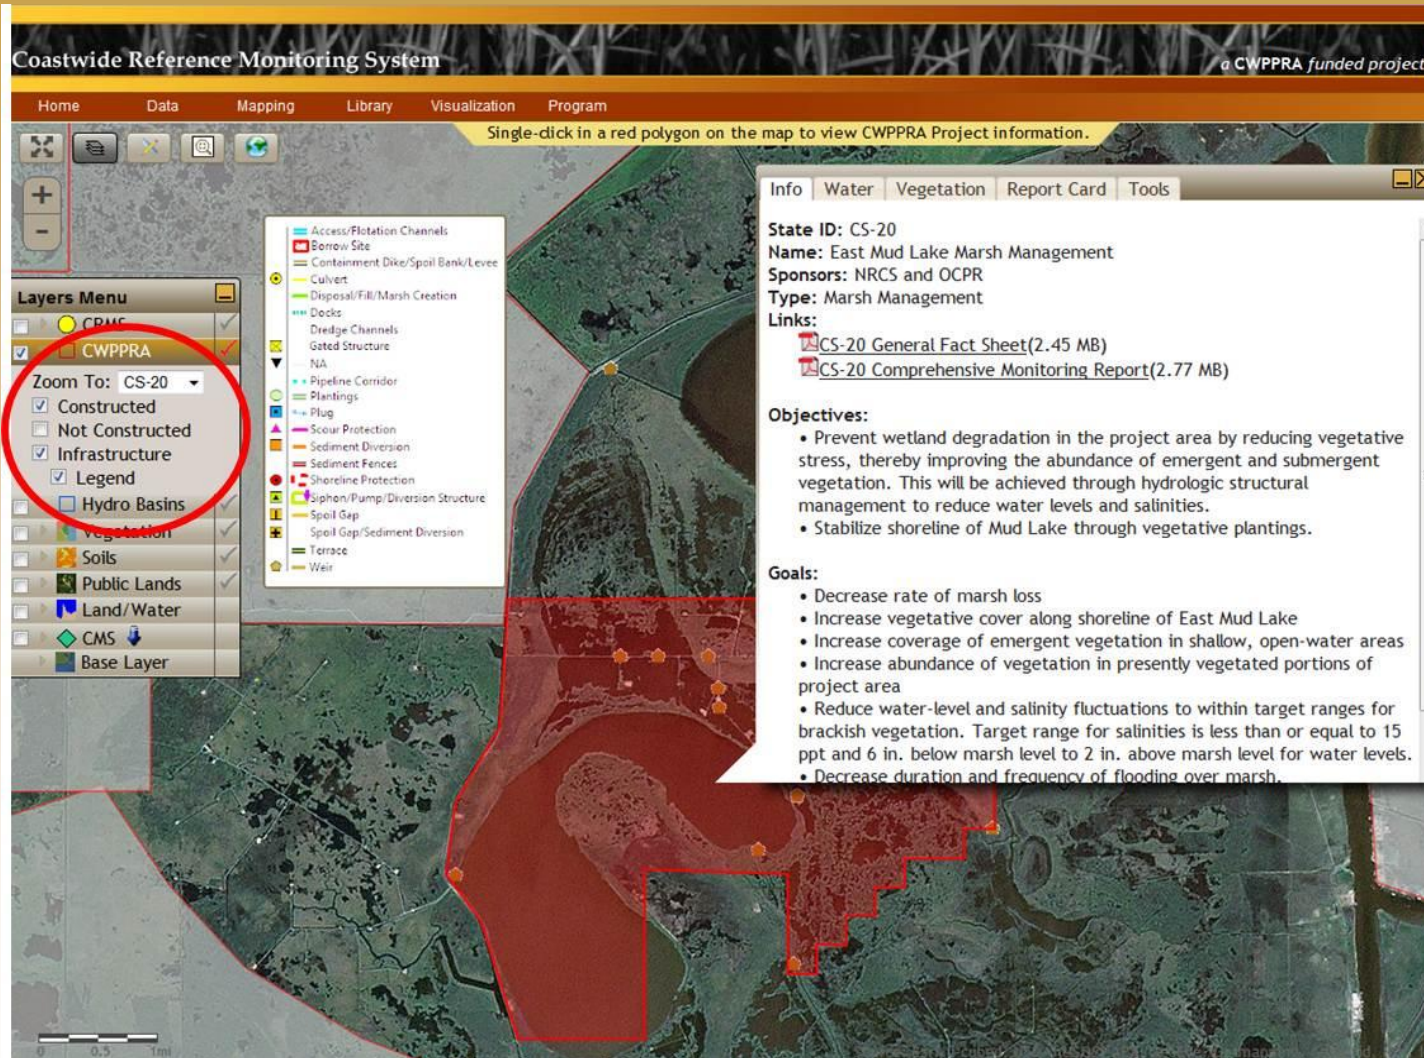 Coastwide Reference Monitoring System
a CWPPRA funded project
Home Data Mapping Library Visualization Program
Single-click in a red polygon on the map to view CWPPRA Project information.
+
−
Layers Menu
CRMS
CWPPRA
Zoom To: CS-20
Constructed
Not Constructed
Infrastructure
Legend
Hydro Basins
Vegetation
Soils
Public Lands
Land/Water
CMS
Base Layer
Access/Flotation Channels
Borrow Site
Containment Dike/Spoil Bank/Levee
Culvert
Disposal/Fill/Marsh Creation
Docks
Dredge Channels
Gated Structure
NA
Pipeline Corridor
Plantings
Plug
Scour Protection
Sediment Diversion
Sediment Fences
Shoreline Protection
Siphon/Pump/Diversion Structure
Spoil Gap
Spoil Gap/Sediment Diversion
Terrace
Weir
Info Water Vegetation Report Card Tools
State ID: CS-20
Name: East Mud Lake Marsh Management
Sponsors: NRCS and OCPR
Type: Marsh Management
Links:
CS-20 General Fact Sheet(2.45 MB)
CS-20 Comprehensive Monitoring Report(2.77 MB)
Objectives:
• Prevent wetland degradation in the project area by reducing vegetative
stress, thereby improving the abundance of emergent and submergent
vegetation. This will be achieved through hydrologic structural
management to reduce water levels and salinities.
• Stabilize shoreline of Mud Lake through vegetative plantings.
Goals:
• Decrease rate of marsh loss
• Increase vegetative cover along shoreline of East Mud Lake
• Increase coverage of emergent vegetation in shallow, open-water areas
• Increase abundance of vegetation in presently vegetated portions of
project area
• Reduce water-level and salinity fluctuations to within target ranges for
brackish vegetation. Target range for salinities is less than or equal to 15
ppt and 6 in. below marsh level to 2 in. above marsh level for water levels.
• Decrease duration and frequency of flooding over marsh.
0 0.5 1mi